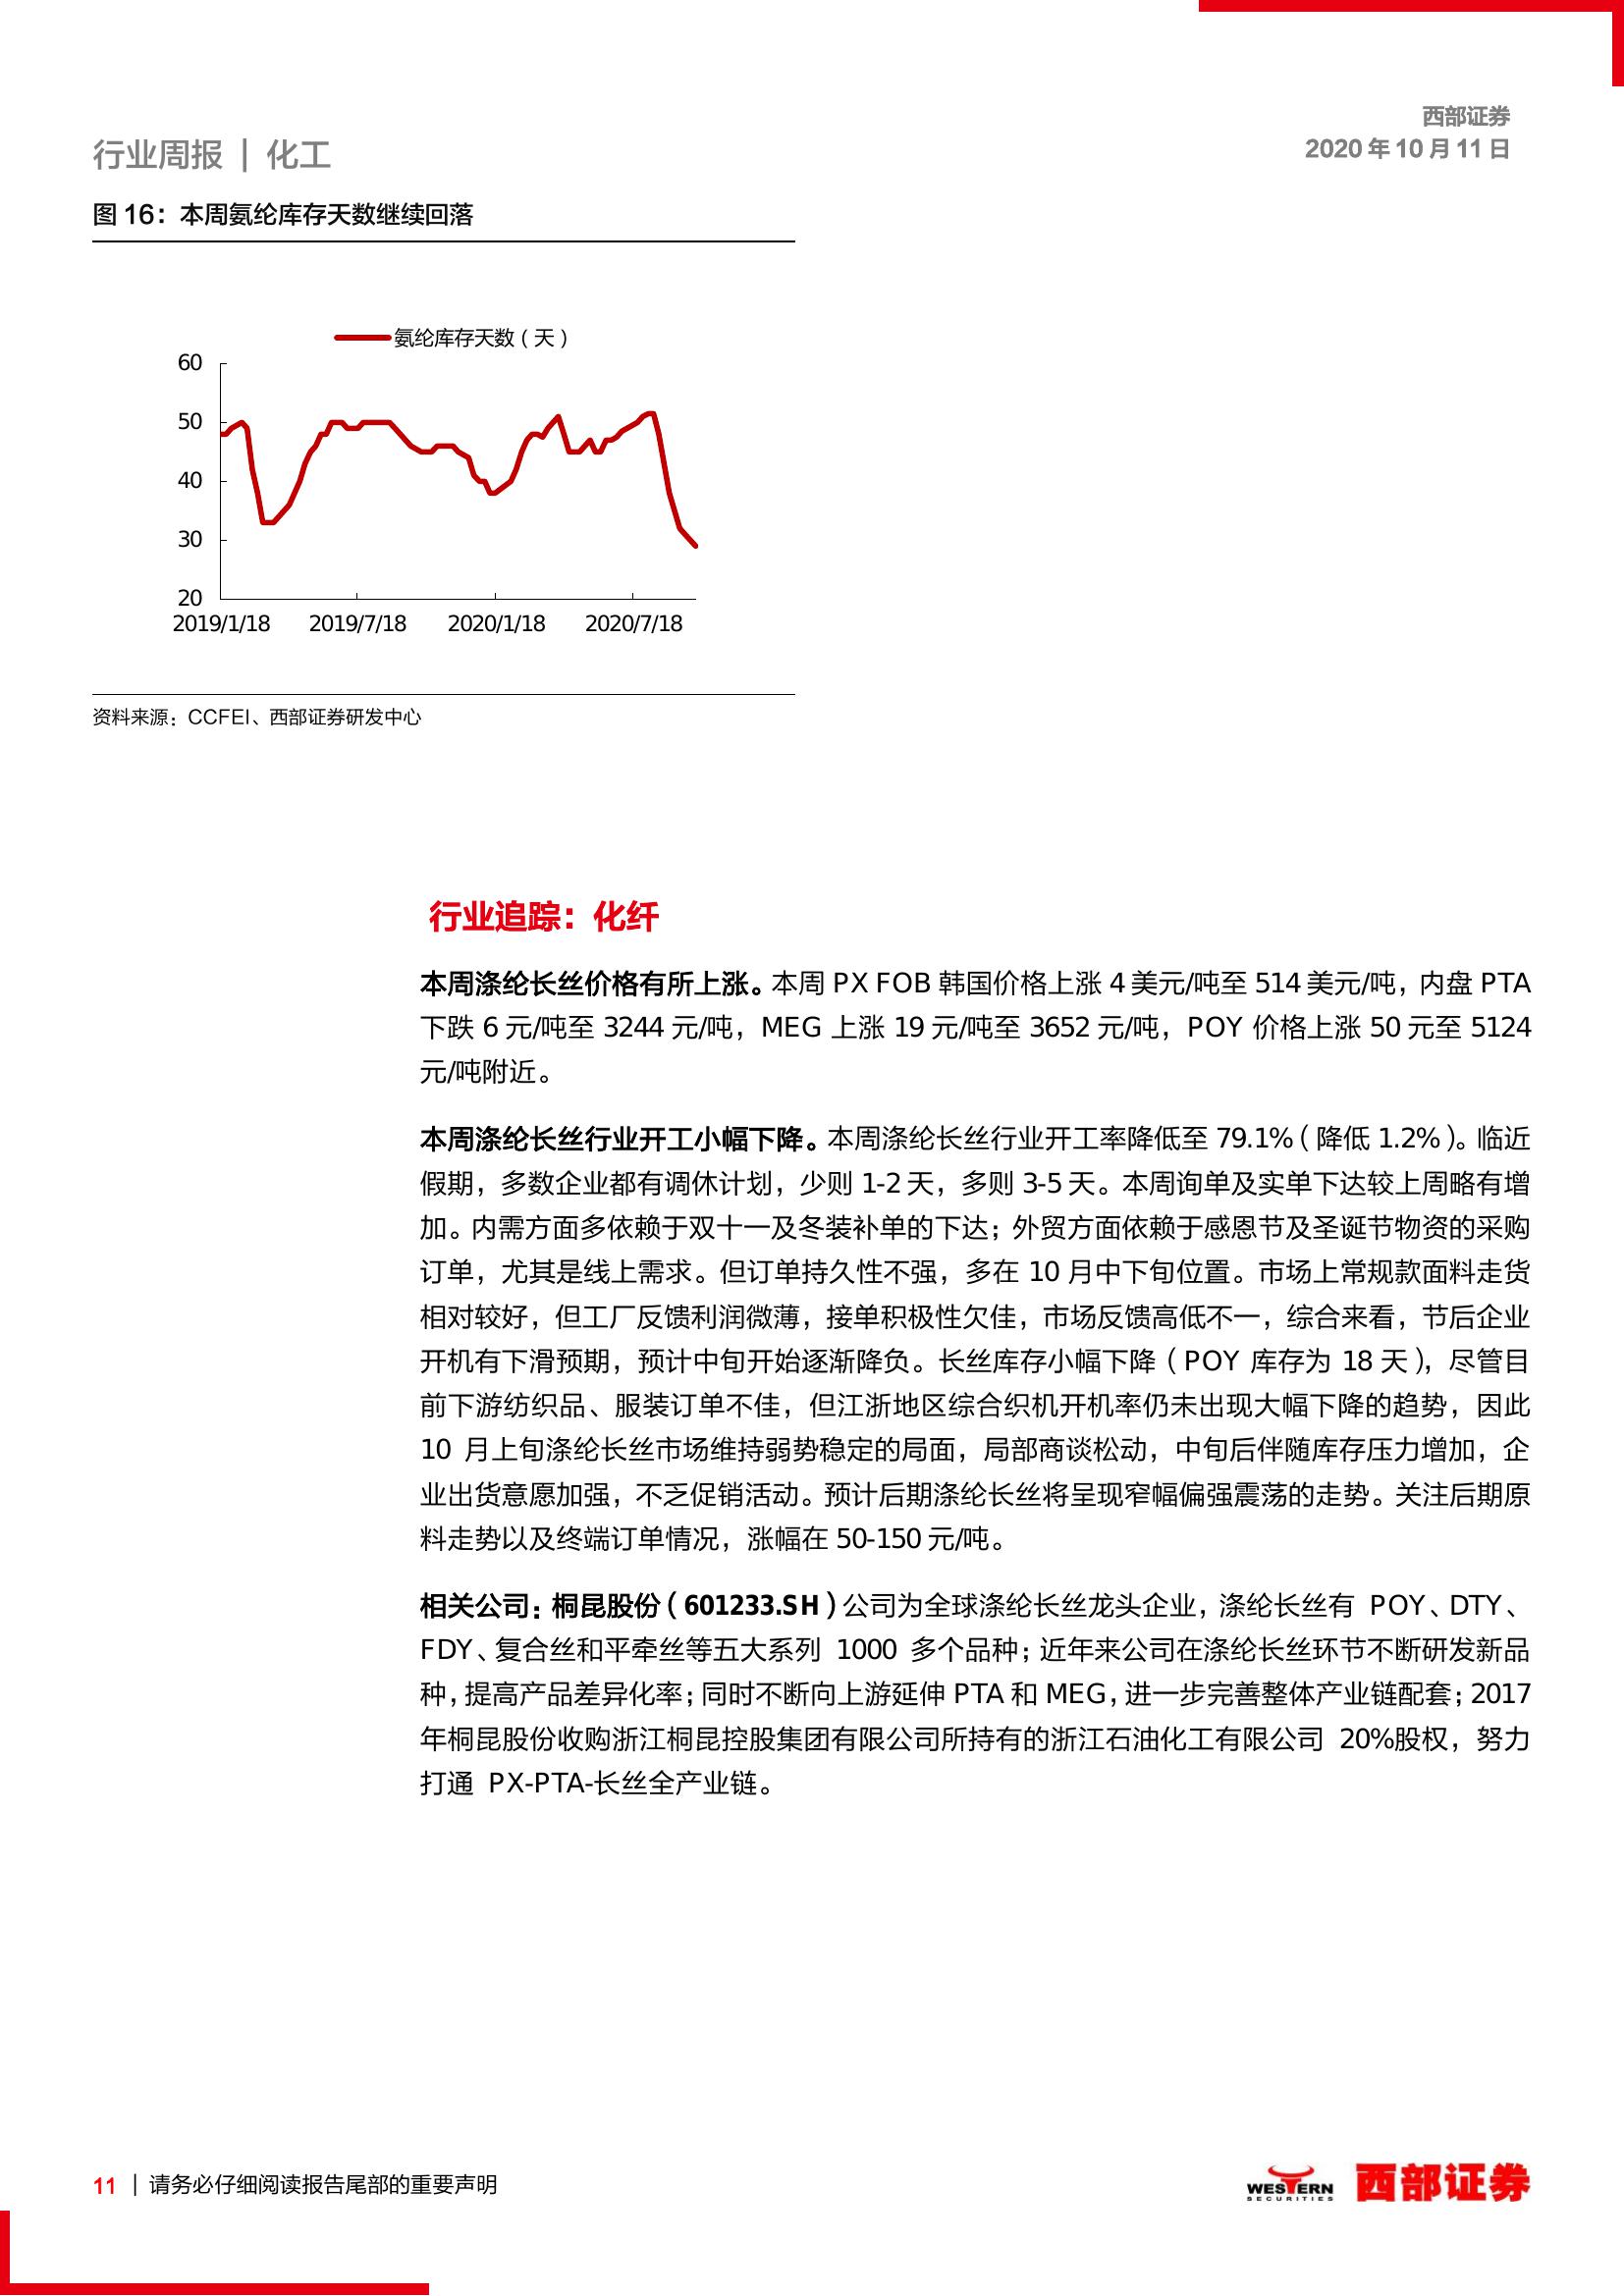 西部证券
行业周报 | 化工
2020 年 10 月 11 日
图 16：本周氨纶库存天数继续回落
氨纶库存天数（天）
60
50
40
30
20
2019/1/18 2019/7/18 2020/1/18 2020/7/18
资料来源：CCFEI、西部证券研发中心
行业追踪：化纤
本周涤纶长丝价格有所上涨。本周 PX FOB 韩国价格上涨 4 美元/吨至 514 美元/吨，内盘 PTA
下跌 6 元/吨至 3244 元/吨，MEG 上涨 19 元/吨至 3652 元/吨，POY 价格上涨 50 元至 5124
元/吨附近。
本周涤纶长丝行业开工小幅下降。本周涤纶长丝行业开工率降低至 79.1%（降低 1.2%）。临近
假期，多数企业都有调休计划，少则 1-2 天，多则 3-5 天。本周询单及实单下达较上周略有增
加。内需方面多依赖于双十一及冬装补单的下达；外贸方面依赖于感恩节及圣诞节物资的采购
订单，尤其是线上需求。但订单持久性不强，多在 10 月中下旬位置。市场上常规款面料走货
相对较好，但工厂反馈利润微薄，接单积极性欠佳，市场反馈高低不一，综合来看，节后企业
开机有下滑预期，预计中旬开始逐渐降负。长丝库存小幅下降（POY 库存为 18 天），尽管目
前下游纺织品、服装订单不佳，但江浙地区综合织机开机率仍未出现大幅下降的趋势，因此
10 月上旬涤纶长丝市场维持弱势稳定的局面，局部商谈松动，中旬后伴随库存压力增加，企
业出货意愿加强，不乏促销活动。预计后期涤纶长丝将呈现窄幅偏强震荡的走势。关注后期原
料走势以及终端订单情况，涨幅在 50-150 元/吨。
相关公司：桐昆股份（601233.SH）公司为全球涤纶长丝龙头企业，涤纶长丝有 POY、DTY、
FDY、复合丝和平牵丝等五大系列 1000 多个品种；近年来公司在涤纶长丝环节不断研发新品
种，提高产品差异化率；同时不断向上游延伸 PTA 和 MEG，进一步完善整体产业链配套；2017
年桐昆股份收购浙江桐昆控股集团有限公司所持有的浙江石油化工有限公司 20%股权，努力
打通 PX-PTA-长丝全产业链。
11 | 请务必仔细阅读报告尾部的重要声明
WESTERN
SECURITIES
西部证券